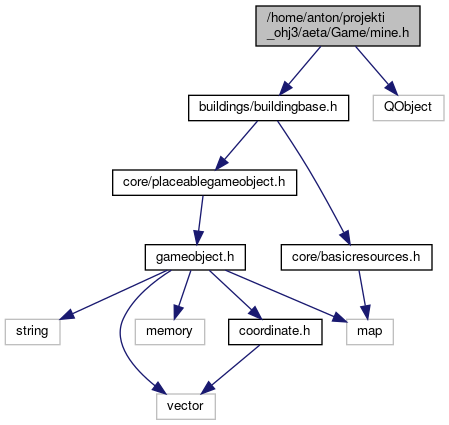 /home/anton/projekti
_ohj3/aeta/Game/mine.h
buildings/buildingbase.h
QObject
core/placeablegameobject.h
gameobject.h
core/basicresources.h
string
memory
coordinate.h
map
vector